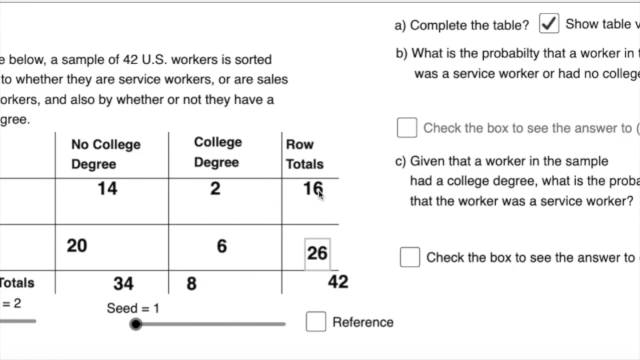 a) Complete the table?
Show table v
e below, a sample of 42 U.S. workers is sorted
to whether they are service workers, or are sales
orkers, and also by whether or not they have a
gree.
b) What is the probabilty that a worker in
was a service worker or had no college
Check the box to see the answer to (
c) Given that a worker in the sample
had a college degree, what is the proba
that the worker was a service worker?
Check the box to see the answer to
No College Degree
College Degree
Row Totals
14 2 16
20 6 26
Totals 34 8 42
= 2
Seed = 1
Reference